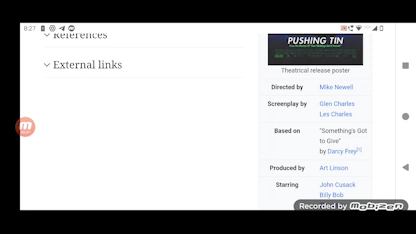 8:27
References
External links
PUSHING TIN
Theatrical release poster
Directed by
Mike Newell
Screenplay by
Glen Charles
Les Charles
Based on
"Something's Got
to Give"
by Darcy Frey[1]
Produced by
Art Linson
Starring
John Cusack
Billy Bob
Recorded by mobizen